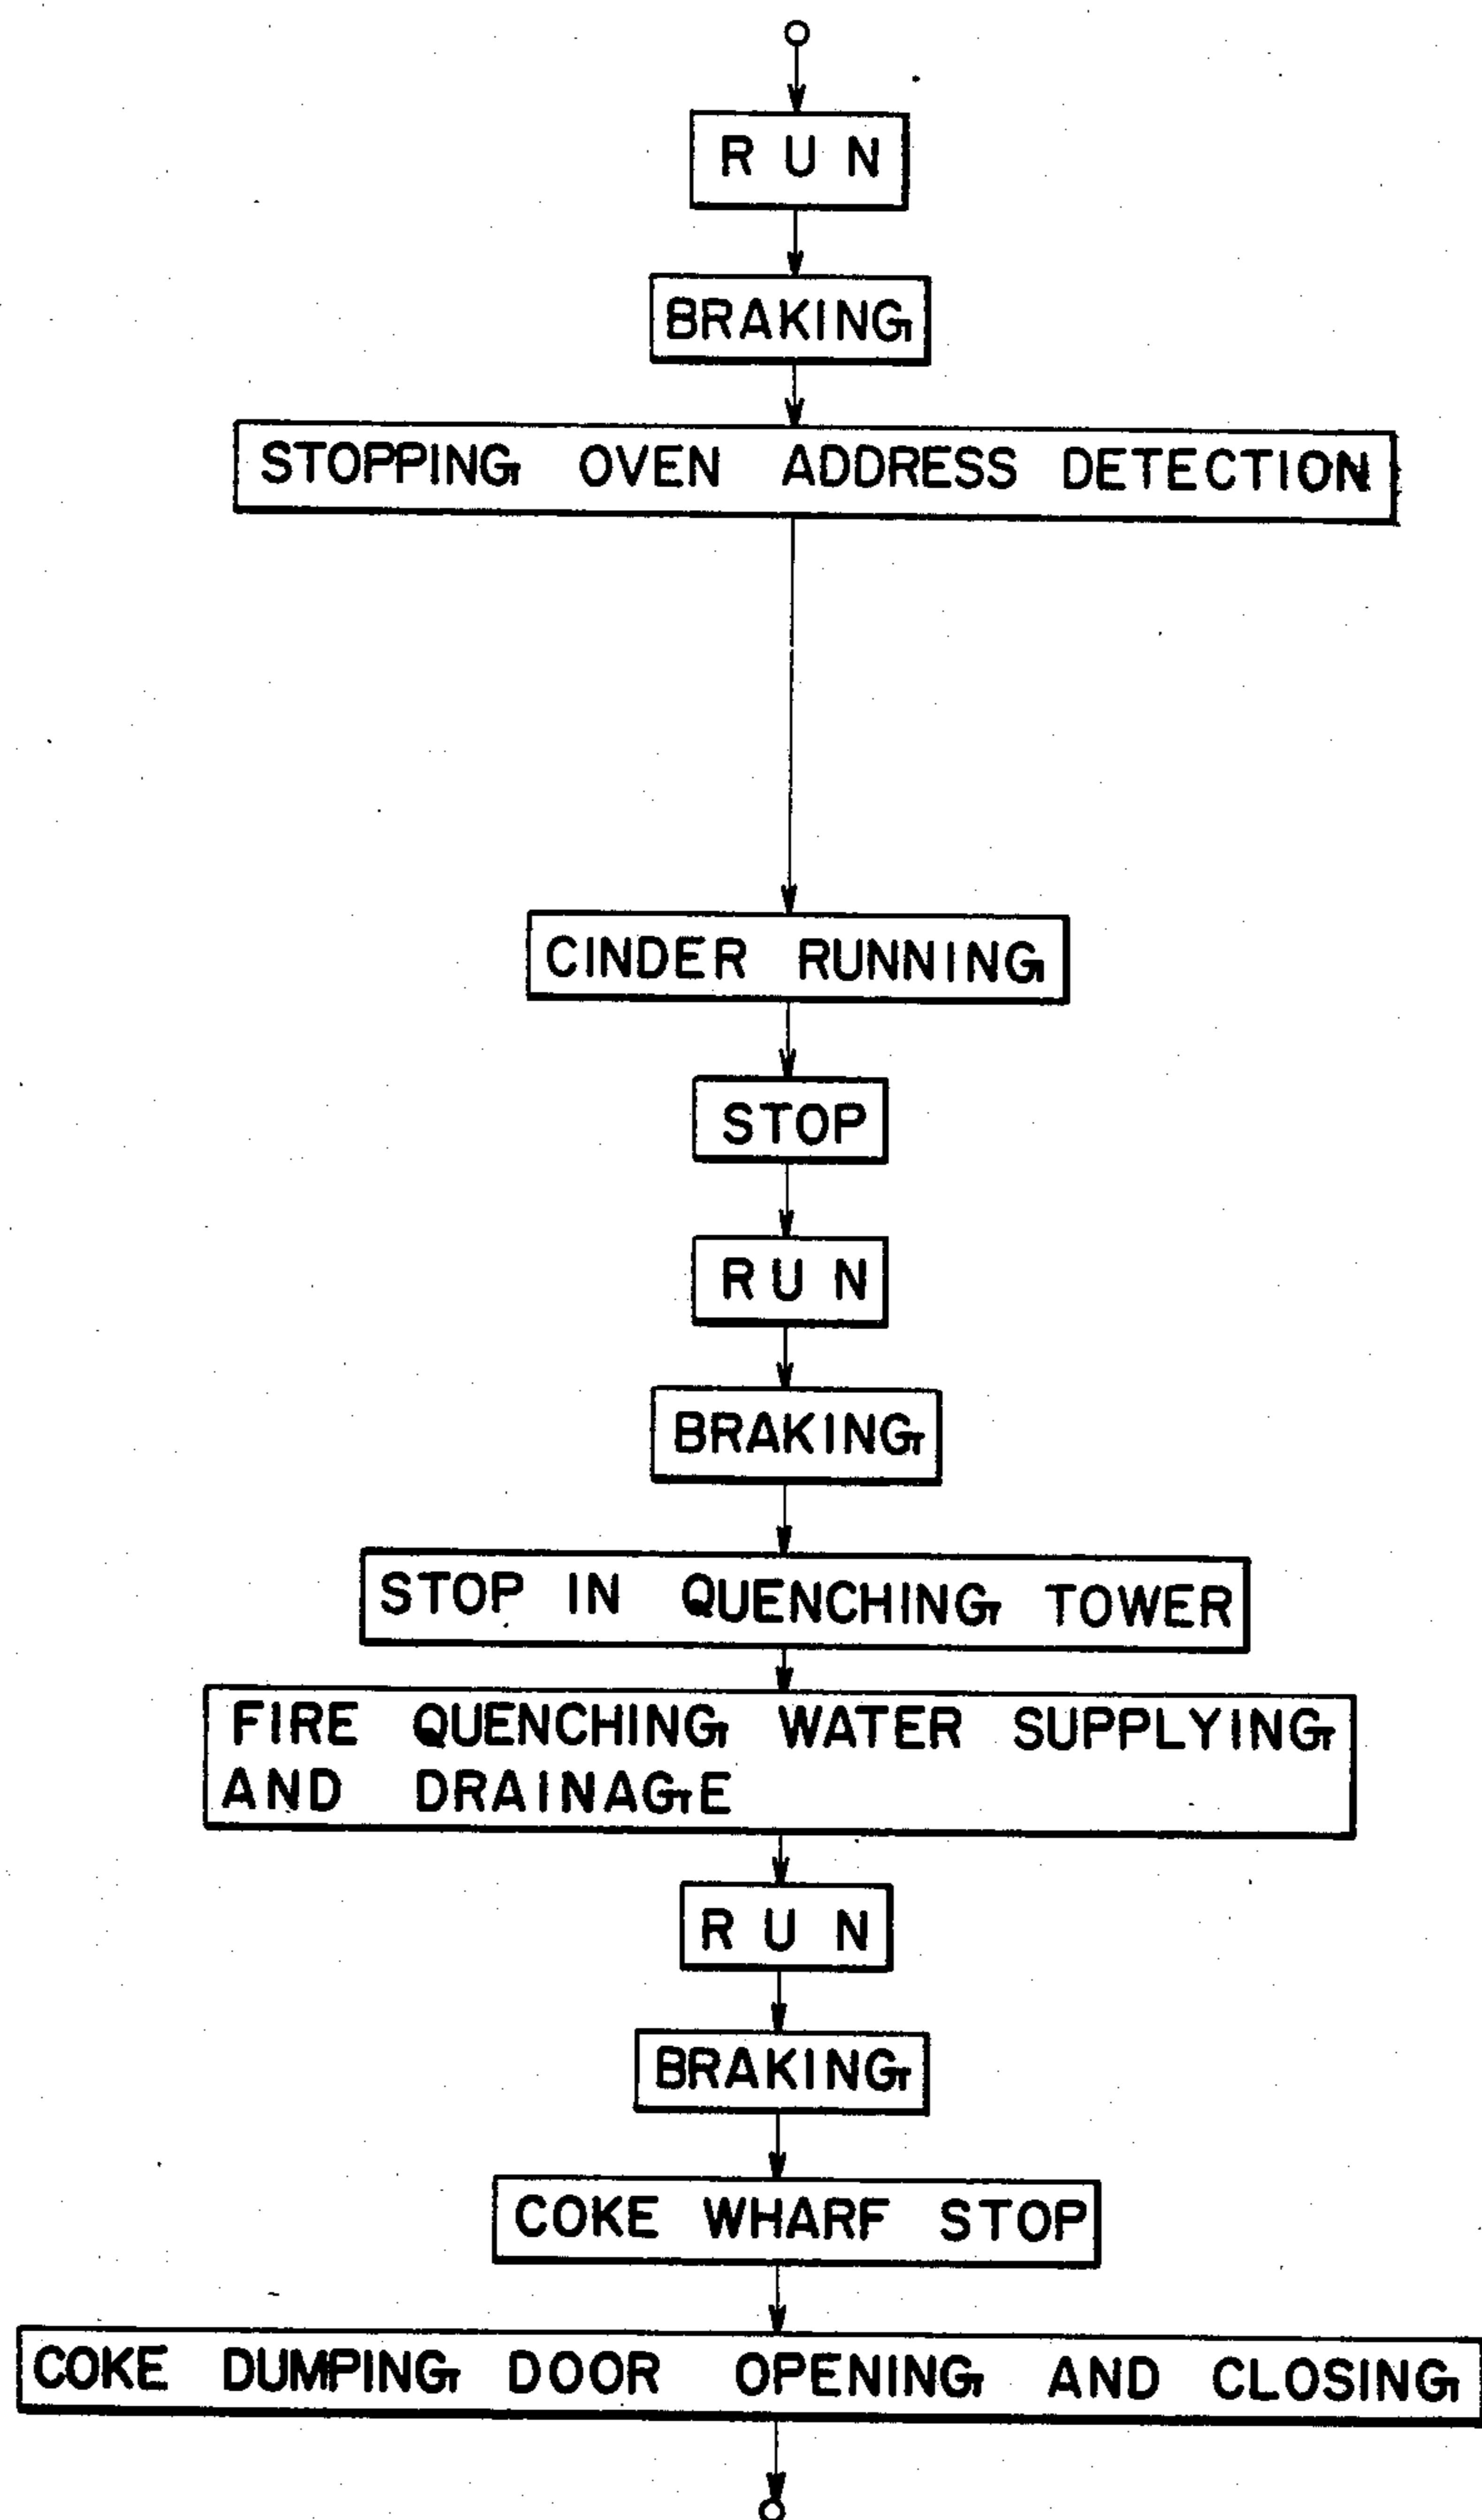 RUN
BRAKING
STOPPING OVEN ADDRESS DETECTION
CINDER RUNNING
STOP
RUN
BRAKING
STOP IN QUENCHING TOWER
FIRE QUENCHING WATER SUPPLYING
AND DRAINAGE
RUN
BRAKING
COKE WHARF STOP
COKE DUMPING DOOR OPENING AND CLOSING